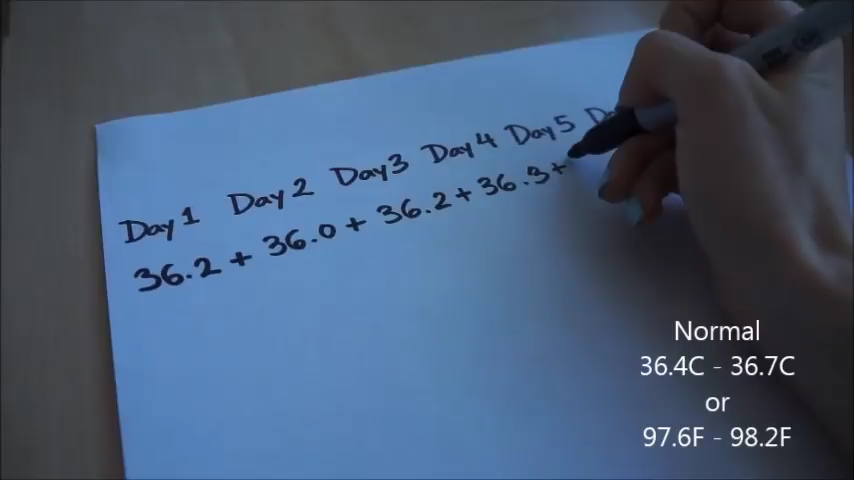 Day 1 Day 2 Day 3 Day 4 Day 5
36.2 + 36.0 + 36.2 + 36.3 +
Normal
36.4C - 36.7C
or
97.6F - 98.2F